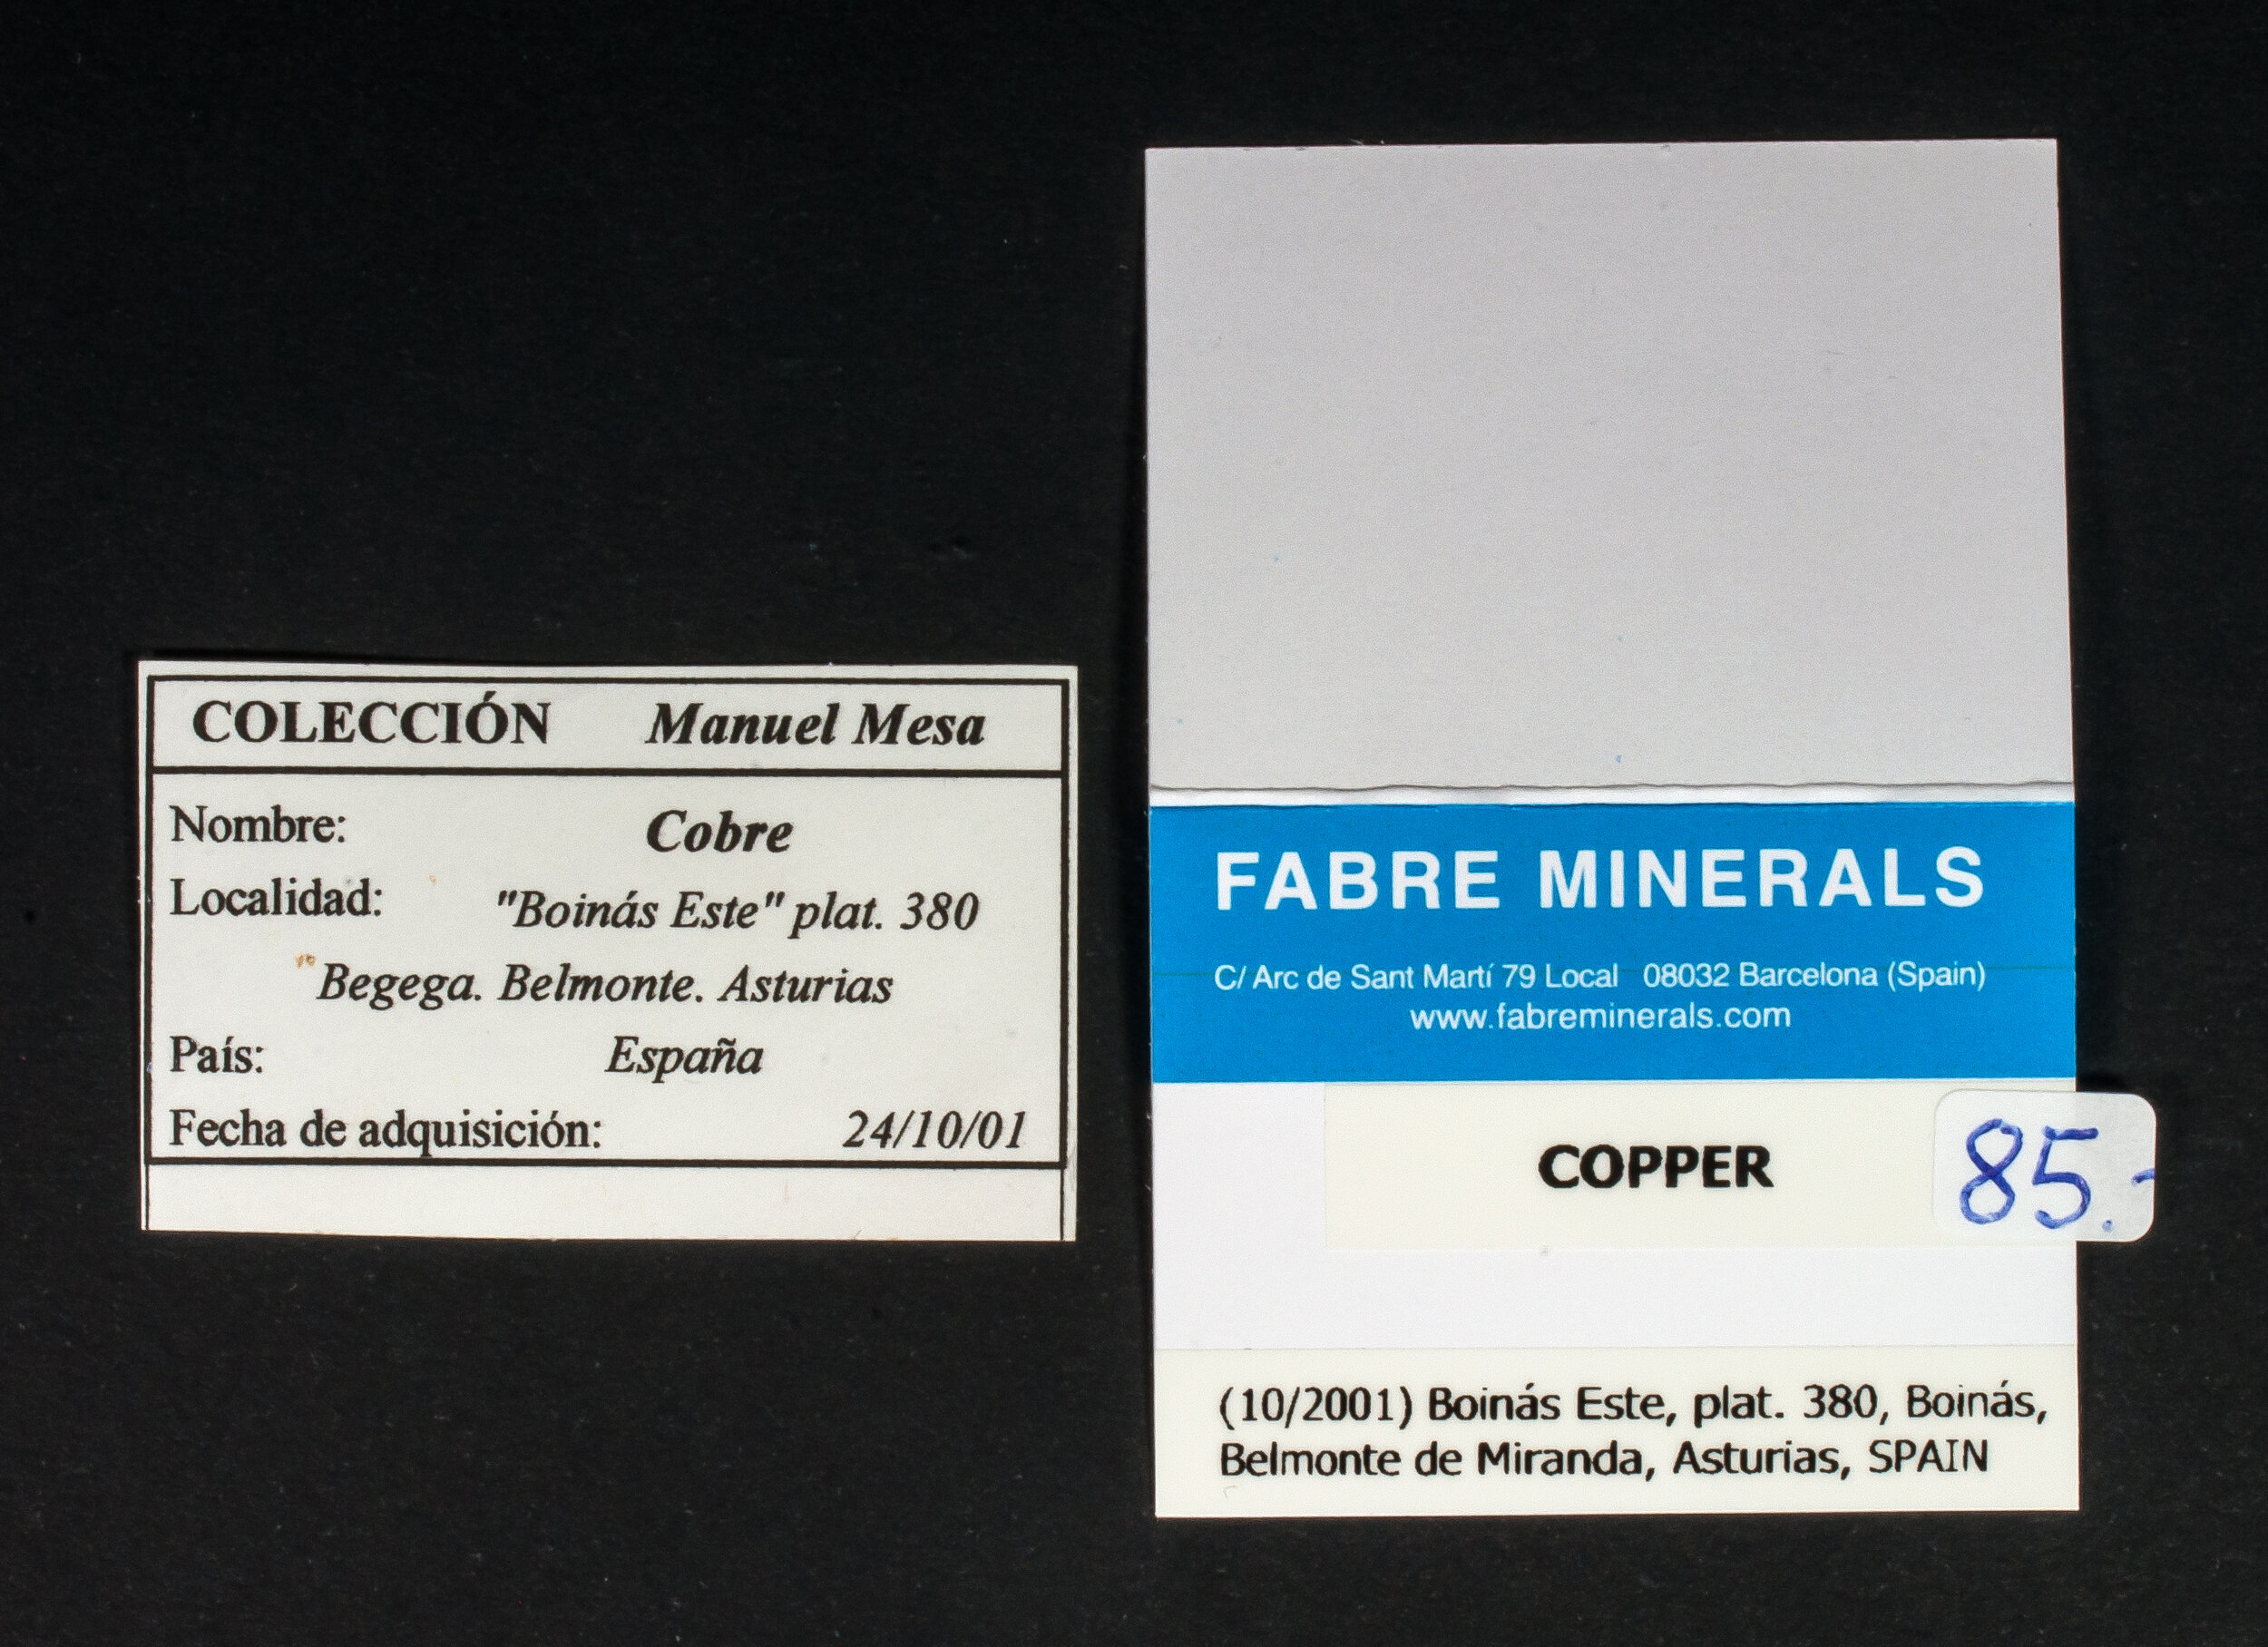 COLECCIÓN Manuel Mesa
Nombre: Cobre
Localidad: "Boinás Este" plat. 380
Begega. Belmonte. Asturias
País: España
Fecha de adquisición: 24/10/01
FABRE MINERALS
C/ Arc de Sant Martí 79 Local 08032 Barcelona (Spain)
www.fabreminerals.com
COPPER
85.-
(10/2001) Boinás Este, plat. 380, Boinás,
Belmonte de Miranda, Asturias, SPAIN